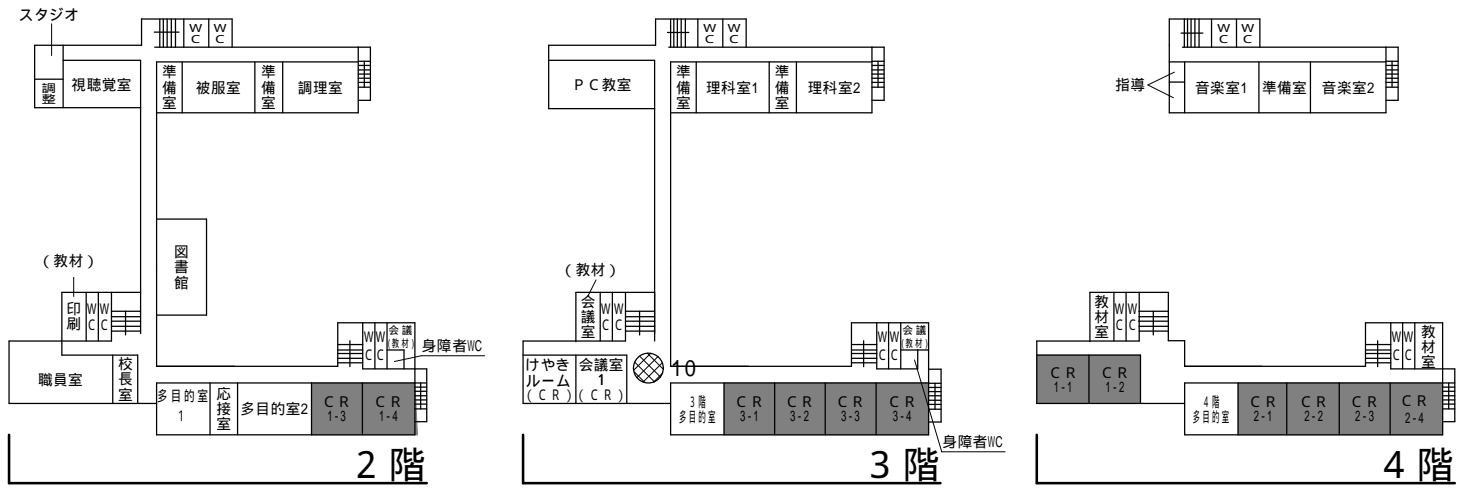 スタジオ
調整
視聴覚室
WC
WC
準備室
被服室
準備室
調理室
図書館
(教材)
印刷
WC
WC
職員室
校長室
WC
WC
会議
(教材)
身障者WC
多目的室
1
応接室
多目的室2
CR
1-3
CR
1-4
2階
WC
WC
PC教室
準備室
理科室1
準備室
理科室2
(教材)
会議室
WC
WC
けやき
ルーム
(CR)
会議室
1
(CR)
10
WC
WC
会議
(教材)
身障者WC
3階
多目的室
CR
3-1
CR
3-2
CR
3-3
CR
3-4
3階
WC
WC
指導
音楽室1
準備室
音楽室2
教材室
WC
WC
CR
1-1
CR
1-2
WC
WC
教材室
4階
多目的室
CR
2-1
CR
2-2
CR
2-3
CR
2-4
4階